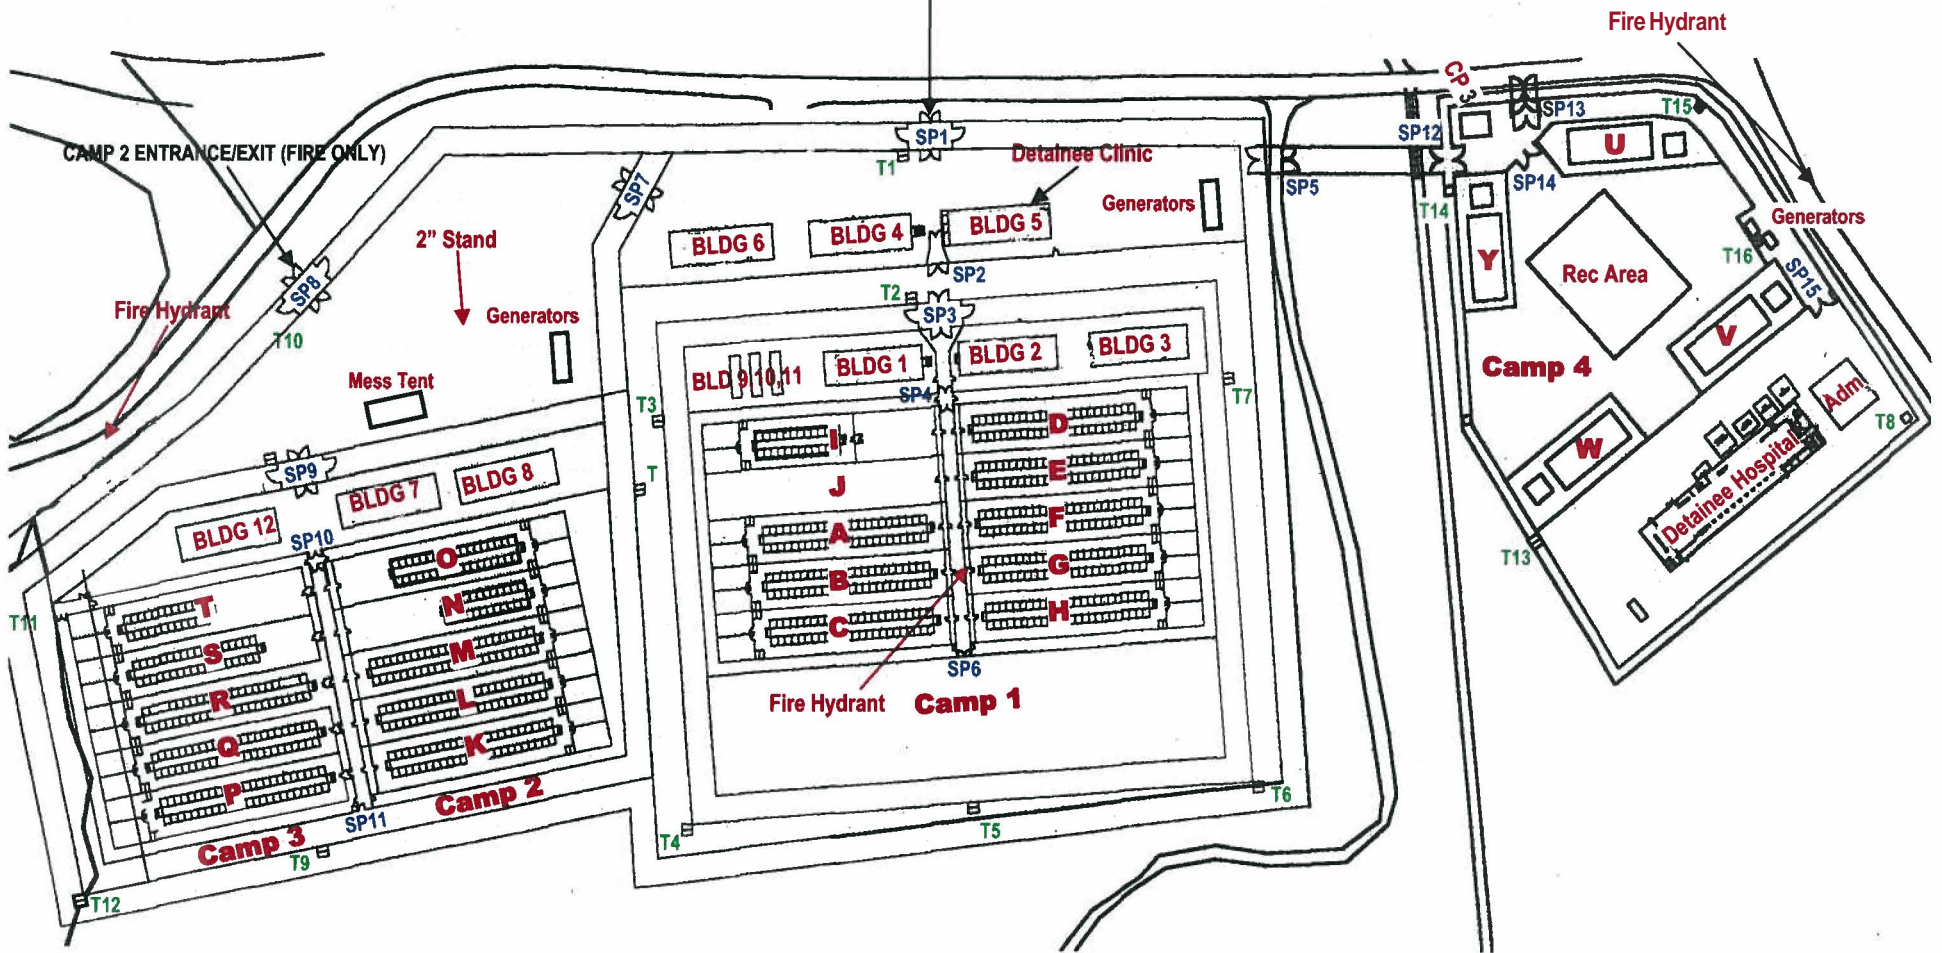 Fire Hydrant
CP 3
SP13
T15
SP12
SP1
CAMP 2 ENTRANCE/EXIT (FIRE ONLY)
T1
Detainee Clinic
U
SP5
SP14
SP7
T14
Generators
Generators
2” Stand
BLDG 6
BLDG 4
BLDG 5
Y
T16
SP2
Rec Area
SP15
SP8
T2
Fire Hydrant
T10
Generators
SP3
V
BLDG 1
BLDG 2
BLDG 3
Camp 4
Mess Tent
BLD 9 10,11
SP4
T7
Adm
T3
T8
I
D
W
SP9
T
E
J
Detainee Hospital
BLDG 7
BLDG 8
A
F
BLDG 12
SP10
T13
O
B
G
T
N
T11
C
H
S
M
SP6
R
L
Fire Hydrant
Camp 1
Q
K
P
Camp 2
T6
SP11
T5
Camp 3
T4
T9
T12